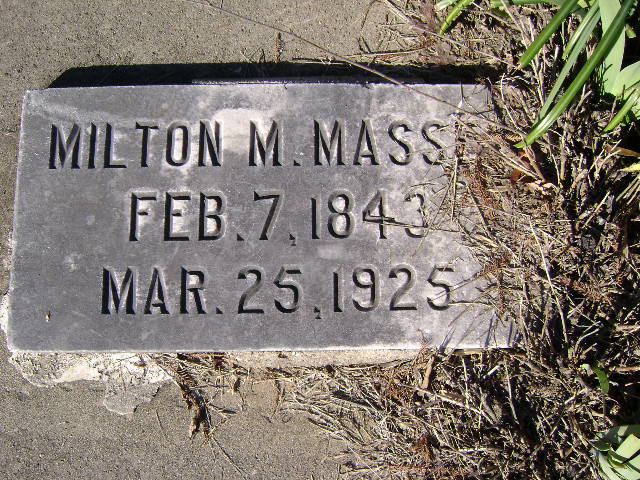 MILTON M. MASS
FEB. 7, 1843
MAR. 25, 1925